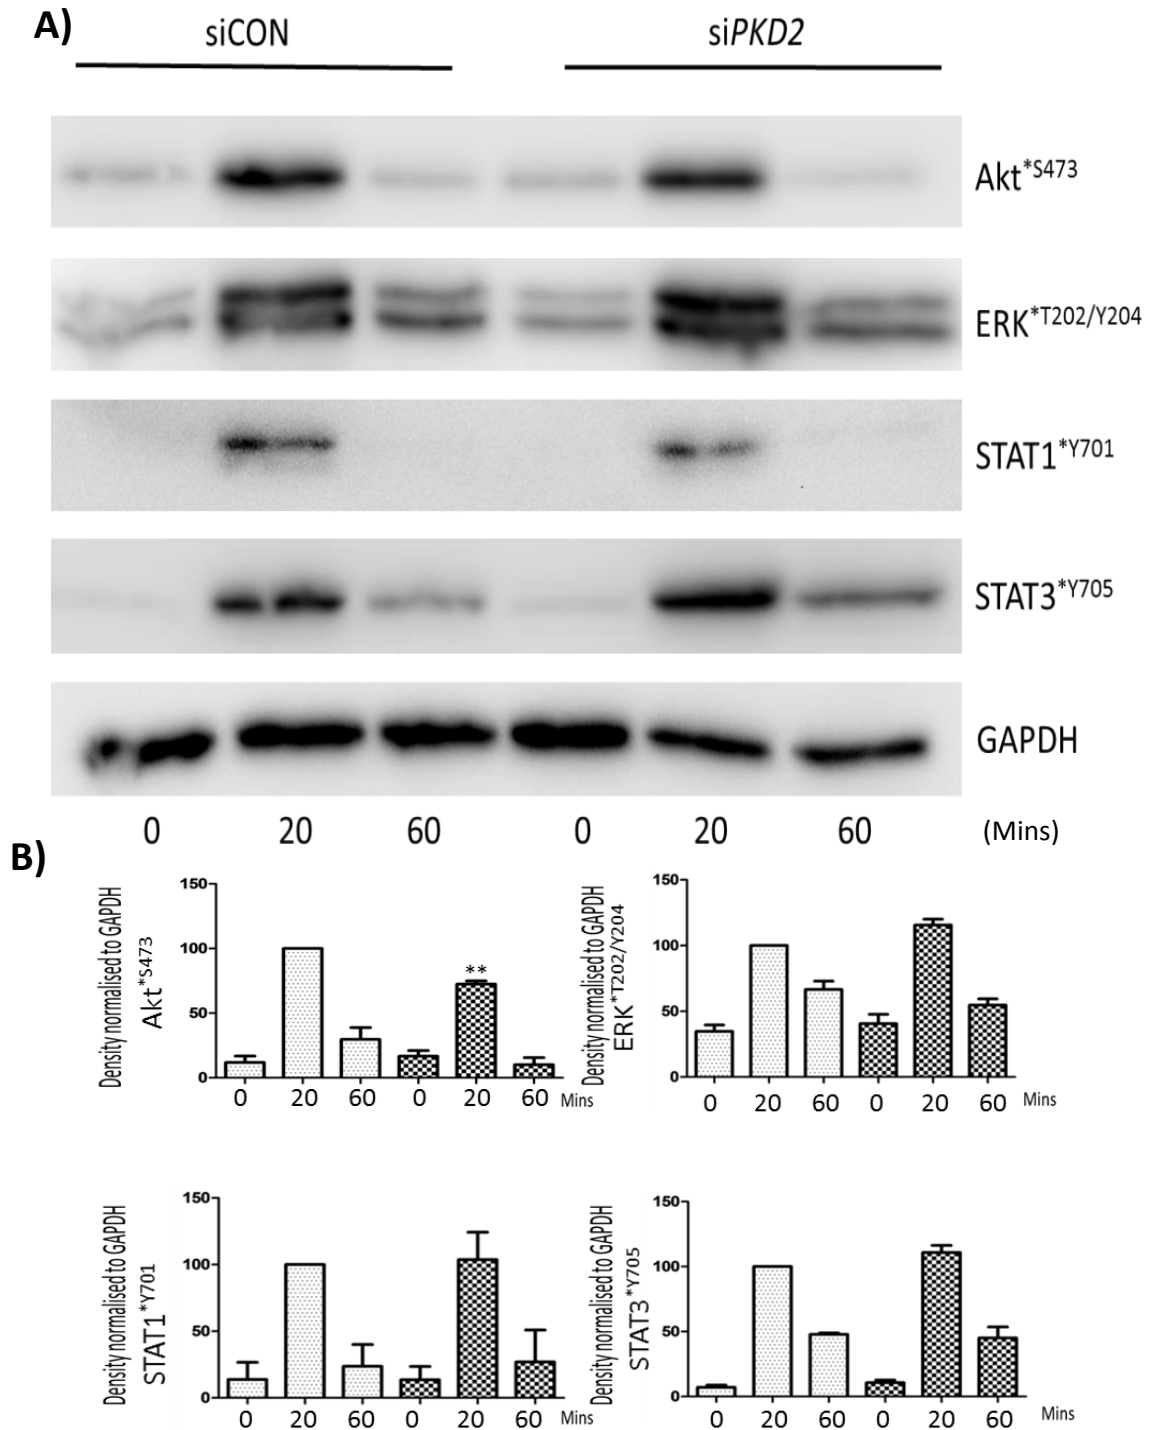 A)
siCON siPKD2
Akt*S473
ERK*T202/Y204
STAT1*Y701
STAT3*Y705
GAPDH
0 20 60 0 20 60 (Mins)
B)
Density normalised to GAPDH
Akt*S473
150
100
50
0
**
0 20 60 0 20 60 Mins
Density normalised to GAPDH
ERK*T202/Y204
150
100
50
0
0 20 60 0 20 60 Mins
Density normalised to GAPDH
STAT1*Y701
150
100
50
0
0 20 60 0 20 60 Mins
Density normalised to GAPDH
STAT3*Y705
150
100
50
0
0 20 60 0 20 60 Mins